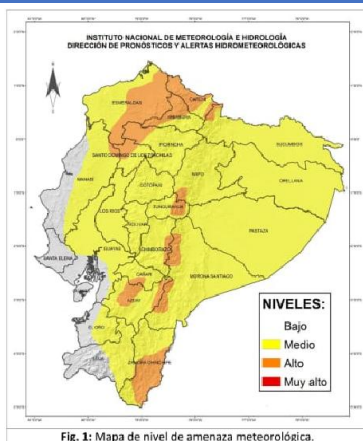 INSTITUTO NACIONAL DE METEOROLOGÍA E HIDROLOGÍA
DIRECCIÓN DE PRONÓSTICOS Y ALERTAS HIDROMETEOROLÓGICAS
ESMERALDAS
CARCHI
IMBABURA
PICHINCHA
SUCUMBIOS
SANTO DOMINGO DE LOS TSACHILAS
MANABI
NAPO
ORELLANA
COTOPAXI
TUNGURAHUA
LOS RIOS
BOLIVAR
PASTAZA
SANTA ELENA
GUAYAS
CHIMBORAZO
MORONA SANTIAGO
CAÑAR
AZUAY
EL ORO
LOJA
ZAMORA CHINCHIPE
NIVELES:
Bajo
Medio
Alto
Muy alto
Fig. 1: Mapa de nivel de amenaza meteorológica.